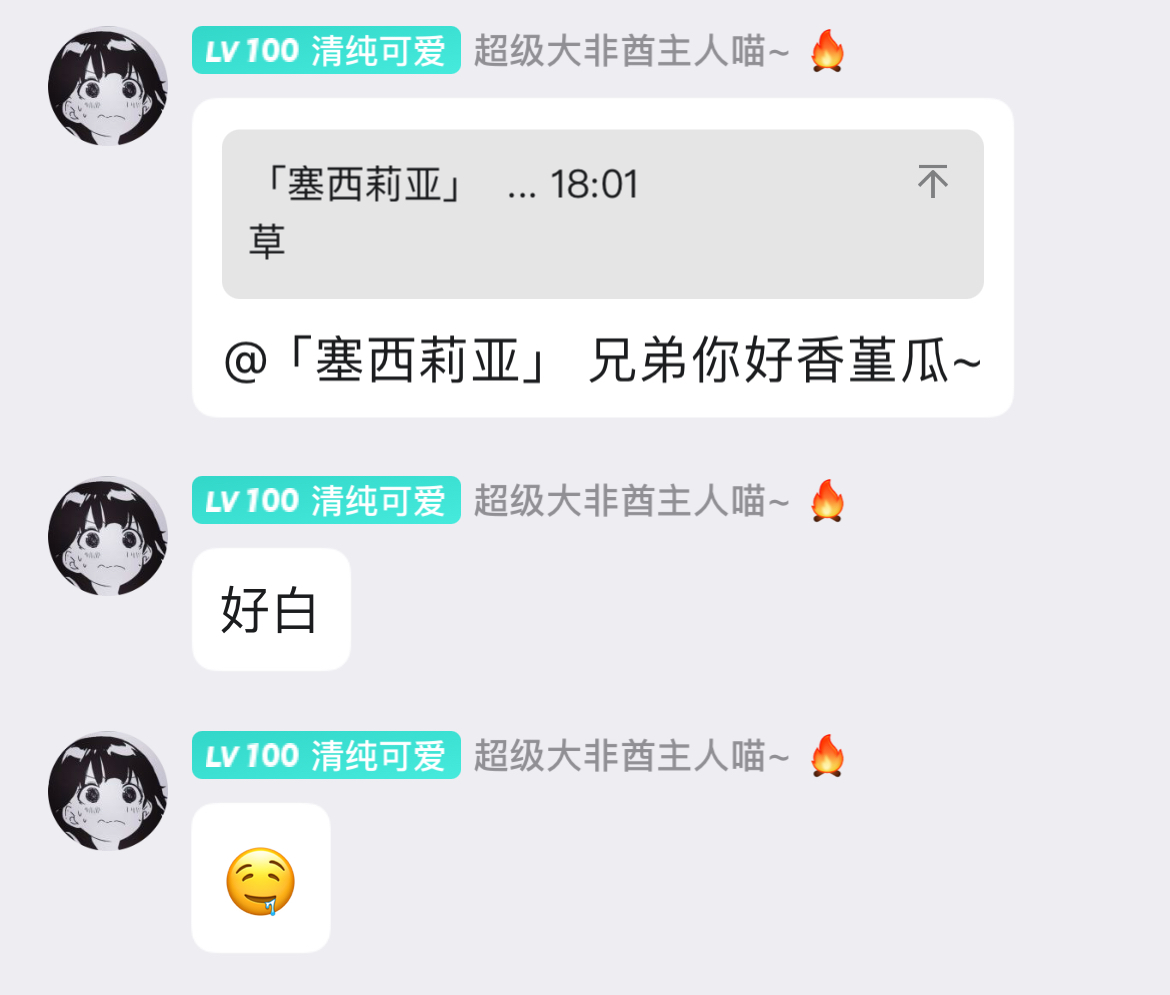 LV 100 清纯可爱 超级大非酋主人喵~ 🔥
「塞西莉亚」 ... 18:01
草
@「塞西莉亚」 兄弟你好香堇瓜~
LV 100 清纯可爱 超级大非酋主人喵~ 🔥
好白
LV 100 清纯可爱 超级大非酋主人喵~ 🔥
🤤